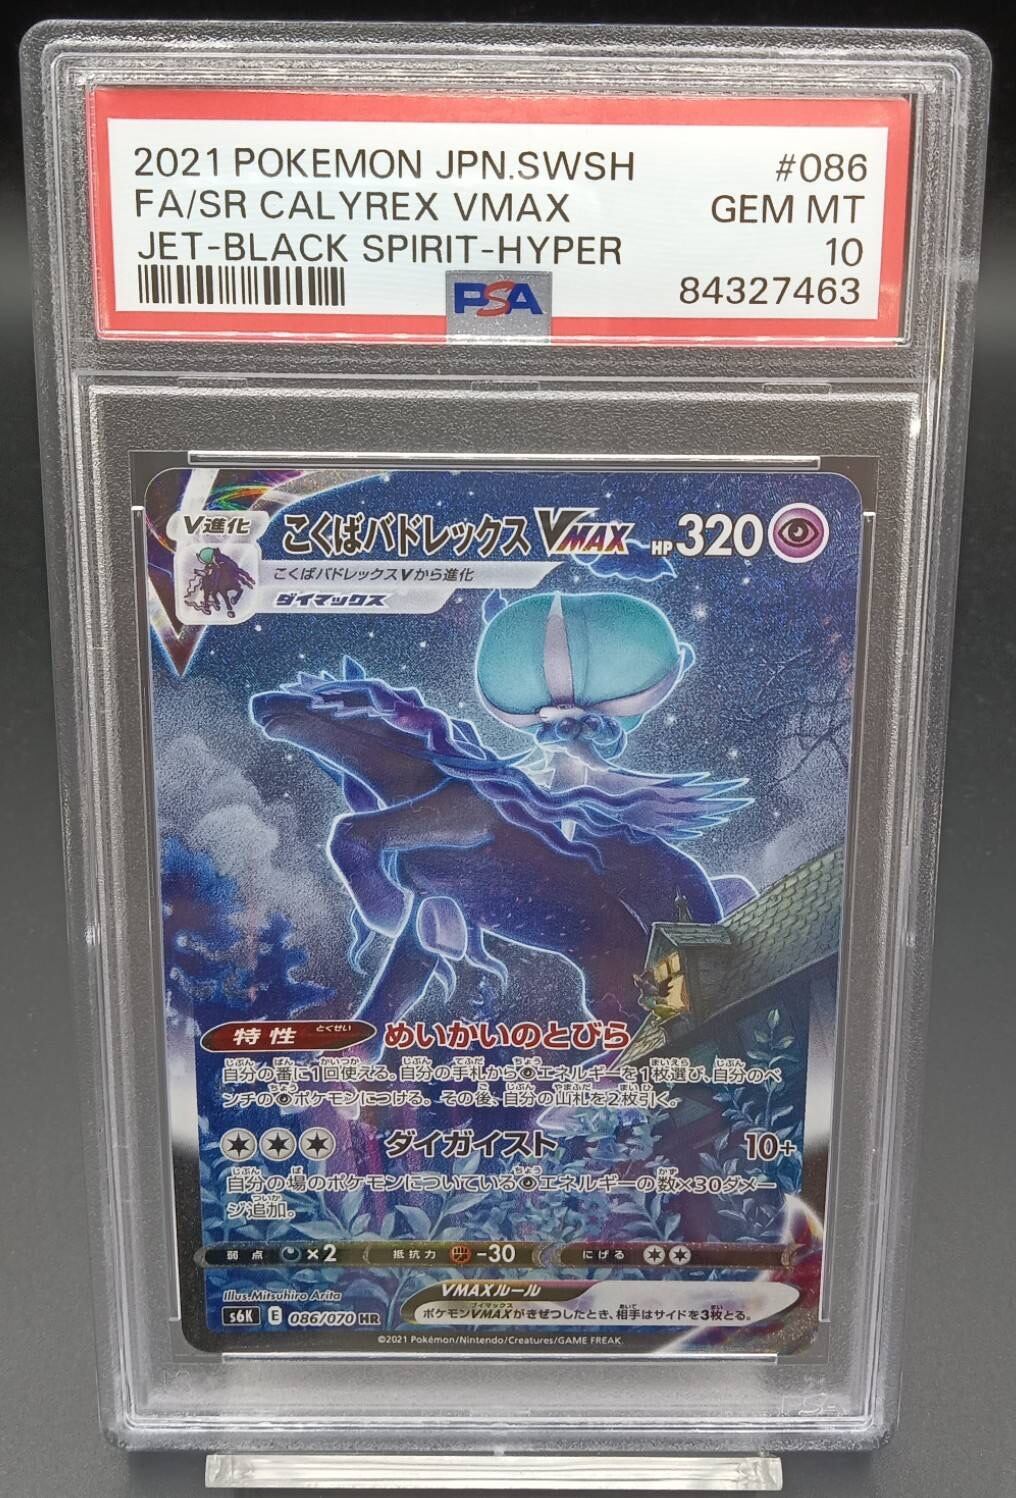 2021 POKEMON JPN.SWSH #086
FA/SR CALYREX VMAX GEM MT
JET-BLACK SPIRIT-HYPER 10
84327463
PSA
V進化
こくばバドレックスVMAX HP320
こくばバドレックスVから進化
ダイマックス
特性 とくせい めいかいのとびら
自分の番に1回使える。自分の手札からエネルギーを1枚選び、自分のベ
ンチのポケモンにつける。その後、自分の山札を2枚引く。
ダイガイスト 10+
自分の場のポケモンについているエネルギーの数×30ダメー
ジ追加。
弱点 ×2 抵抗力 -30 にげる
Illus.Mitsuhiro Arita
VMAXルール
ポケモンVMAXがきぜつしたとき、相手はサイドを3枚とる。
S6K E 086/070 HR
©2021 Pokémon/Nintendo/Creatures/GAME FREAK.